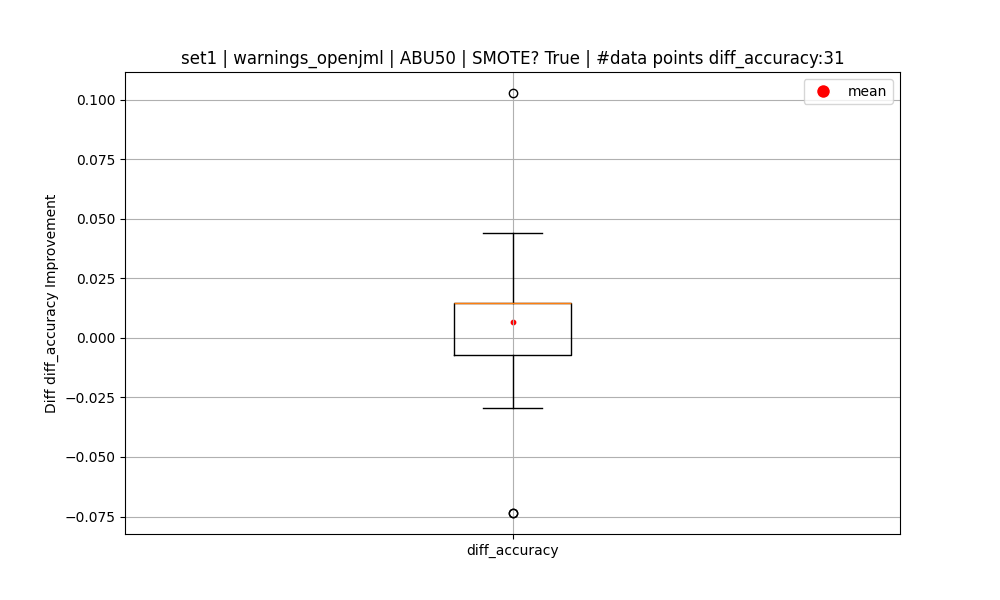 set1 | warnings_openjml | ABU50 | SMOTE? True | #data points diff_accuracy:31
mean
0.100
0.075
0.050
0.025
0.000
−0.025
−0.050
−0.075
Diff diff_accuracy Improvement
diff_accuracy